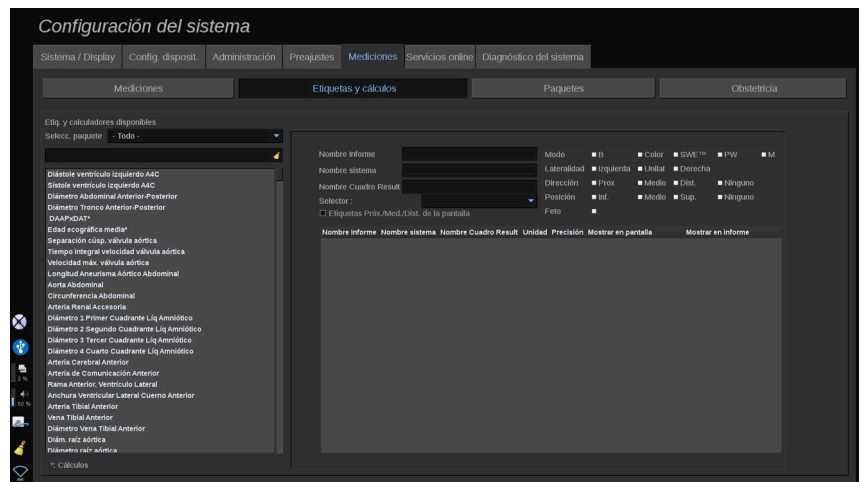 Configuración del sistema
Sistema / Display Config. disposit. Administración Preajustes Mediciones Servicios online Diagnóstico del sistema
Mediciones Etiquetas y cálculos Paquetes Obstetricia
Etiq. y calculadores disponibles
Selecc. paquete - Todo -
Diástole ventrículo izquierdo A4C
Sístole ventrículo izquierdo A4C
Diámetro Abdominal Anterior-Posterior
Diámetro Tronco Anterior-Posterior
DAAPxDAT*
Edad ecográfica media*
Separación cúsp. válvula aórtica
Tiempo integral velocidad válvula aórtica
Velocidad máx. válvula aórtica
Longitud Aneurisma Aórtico Abdominal
Aorta Abdominal
Circunferencia Abdominal
Arteria Renal Accesoria
Diámetro 1 Primer Cuadrante Líq Amniótico
Diámetro 2 Segundo Cuadrante Líq Amniótico
Diámetro 3 Tercer Cuadrante Líq Amniótico
Diámetro 4 Cuarto Cuadrante Líq Amniótico
Arteria Cerebral Anterior
Arteria de Comunicación Anterior
Rama Anterior, Ventrículo Lateral
Anchura Ventricular Lateral Cuerno Anterior
Arteria Tibial Anterior
Vena Tibial Anterior
Diámetro Vena Tibial Anterior
Diám. raíz aórtica
Diámetro raíz aórtica
*: Cálculos
Nombre Informe
Nombre sistema
Nombre Cuadro Result
Selector :
Etiquetas Próx./Med./Dist. de la pantalla
Modo B Color SWE™ PW M
Lateralidad Izquierda Unilat Derecha
Dirección Prox Medio Dist. Ninguno
Posición Inf. Medio Sup. Ninguno
Feto
Nombre Informe Nombre sistema Nombre Cuadro Result Unidad Precisión Mostrar en pantalla Mostrar en informe
2 %
50 %